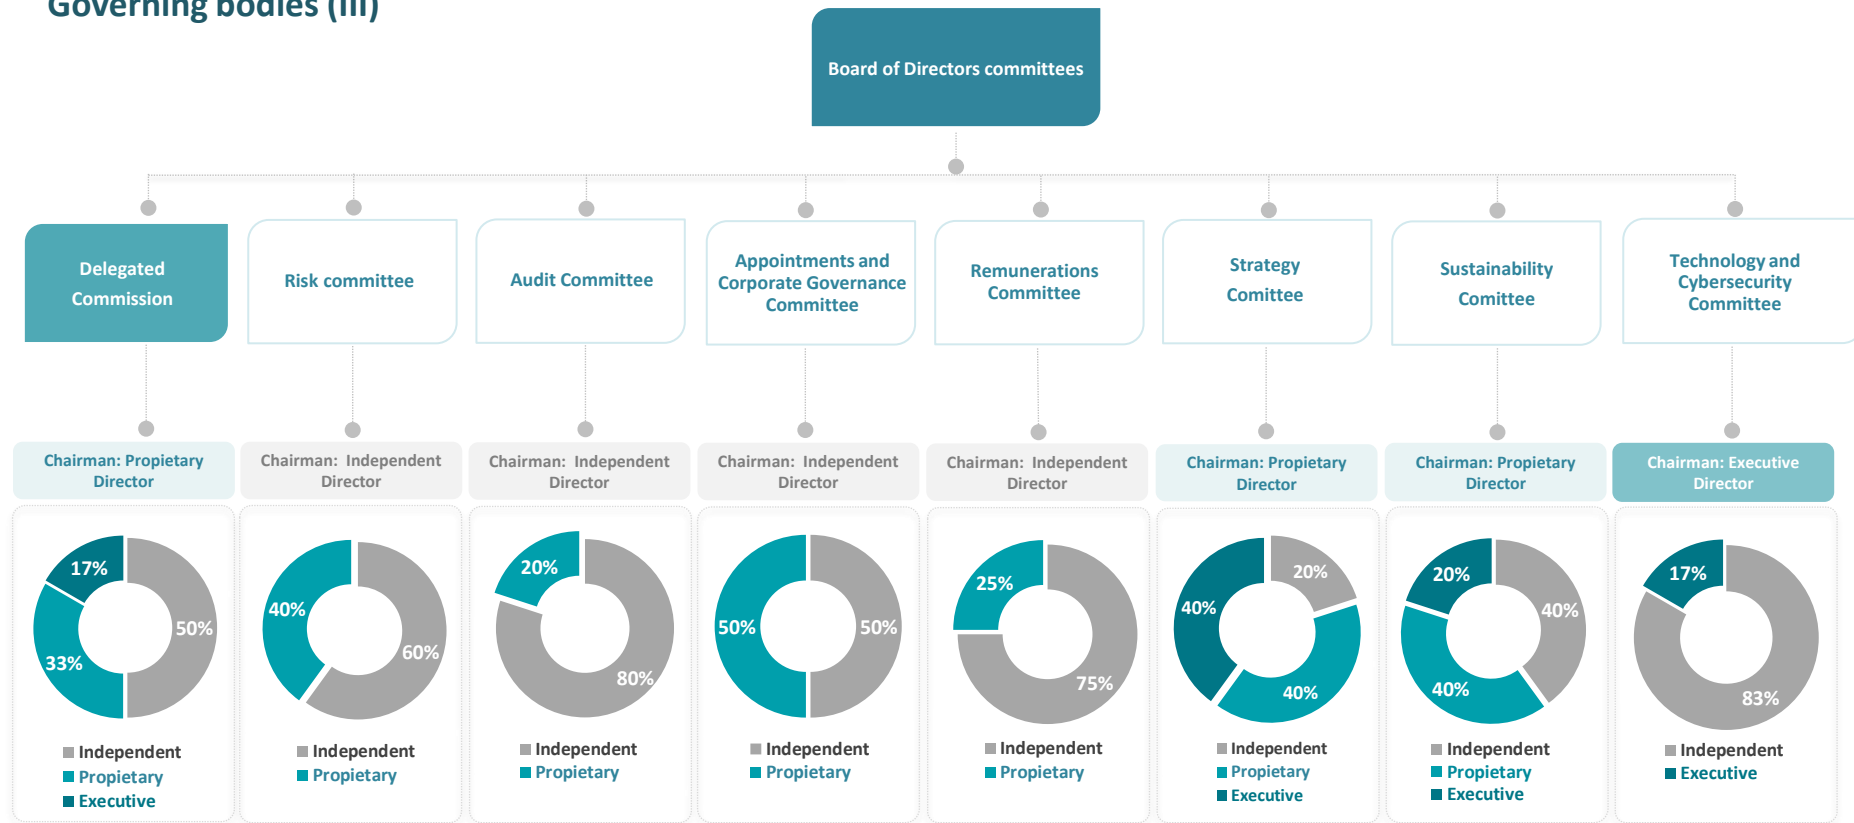 Governing bodies (III)
Board of Directors committees
Delegated
Commission
Risk committee
Audit Committee
Appointments and
Corporate Governance
Committee
Remunerations
Committee
Strategy
Comittee
Sustainability
Comittee
Technology and
Cybersecurity
Committee
Chairman: Propietary
Director
Chairman: Independent
Director
Chairman: Independent
Director
Chairman: Independent
Director
Chairman: Independent
Director
Chairman: Propietary
Director
Chairman: Propietary
Director
Chairman: Executive
Director
17%
50%
33%
Independent
Propietary
Executive
40%
60%
Independent
Propietary
20%
80%
Independent
Propietary
50%
50%
Independent
Propietary
25%
75%
Independent
Propietary
20%
40%
40%
Independent
Propietary
Executive
20%
40%
40%
Independent
Propietary
Executive
17%
83%
Independent
Executive